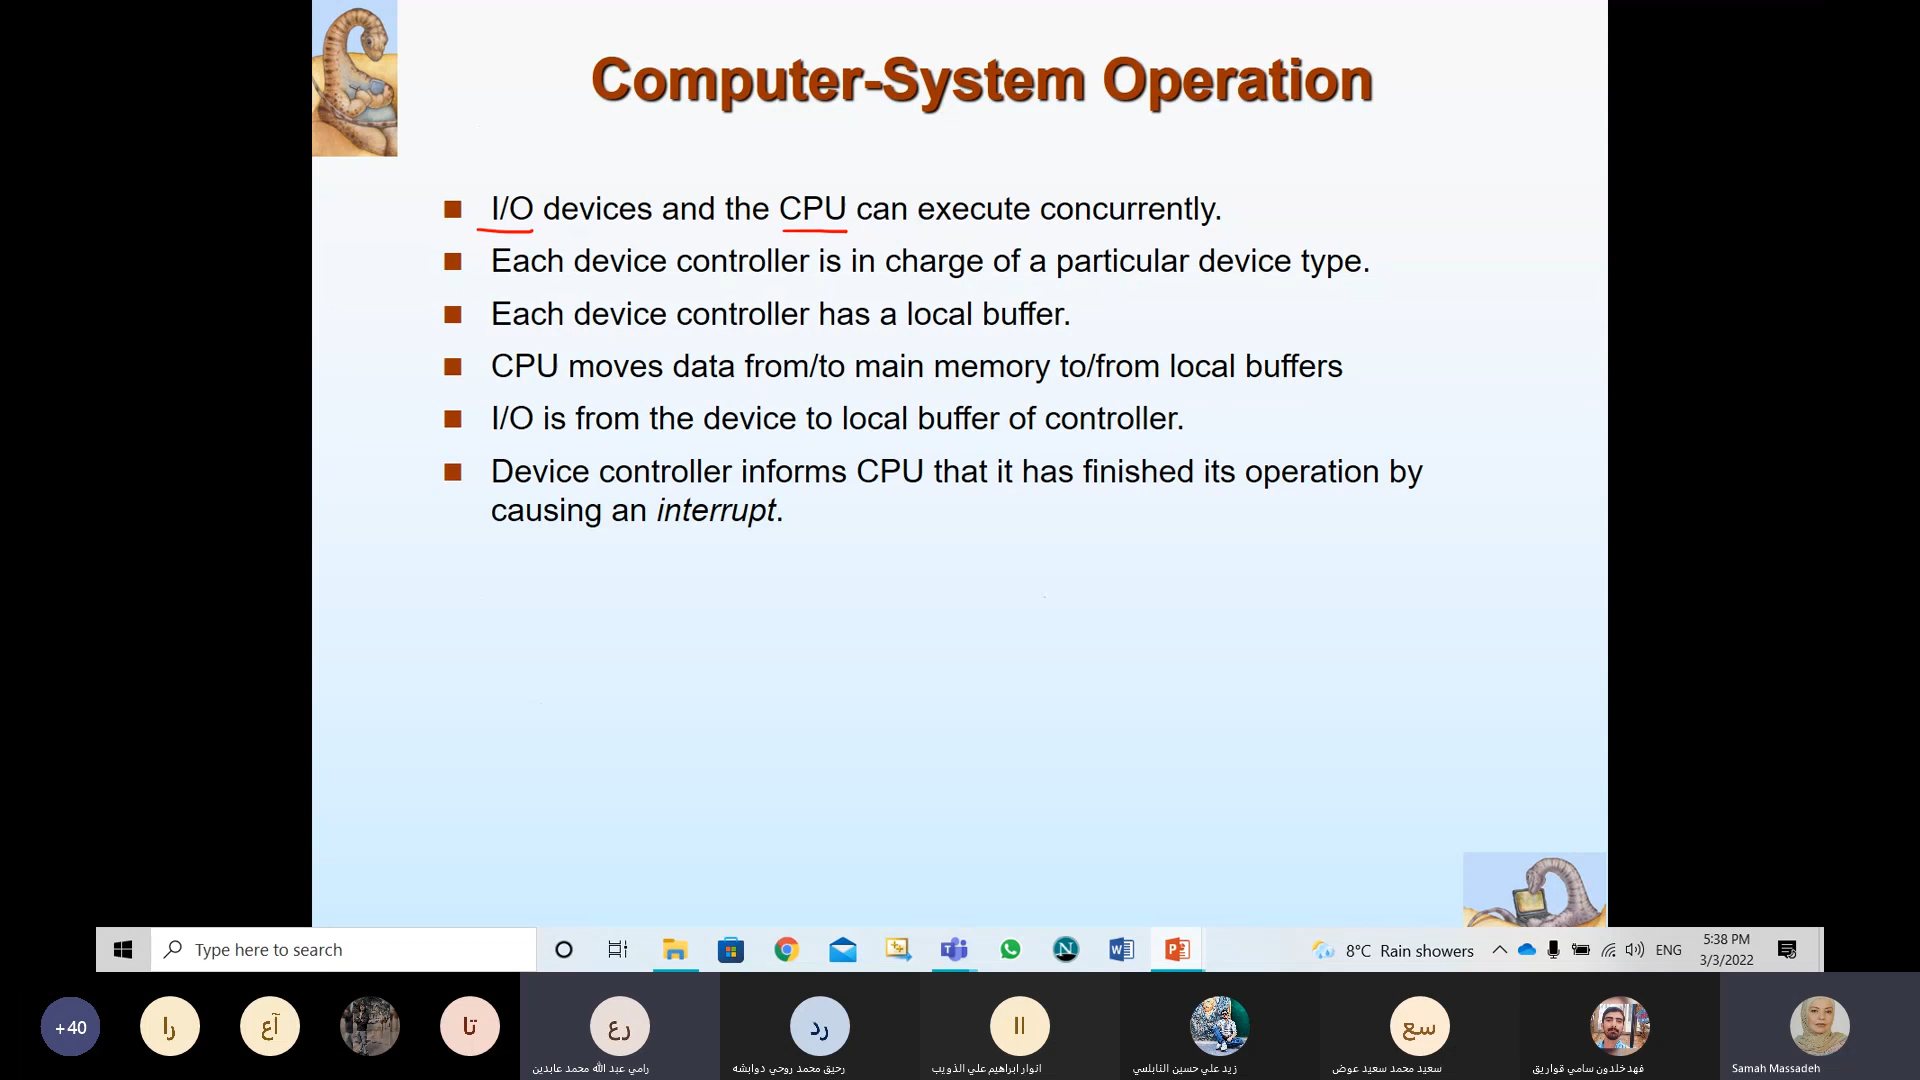 Computer-System Operation
I/O devices and the CPU can execute concurrently.
Each device controller is in charge of a particular device type.
Each device controller has a local buffer.
CPU moves data from/to main memory to/from local buffers
I/O is from the device to local buffer of controller.
Device controller informs CPU that it has finished its operation by
causing an interrupt.
Type here to search
8°C Rain showers
ENG
5:38 PM
3/3/2022
+40
را
آع
تا
رع
رد
اا
سع
رامي عبد الله محمد عابدين
رحيق محمد روحي دوابشه
انوار ابراهيم علي الذويب
زيد علي حسين النابلسي
سعيد محمد سعيد عوض
فهدخلدون سامي قواريق
Samah Massadeh